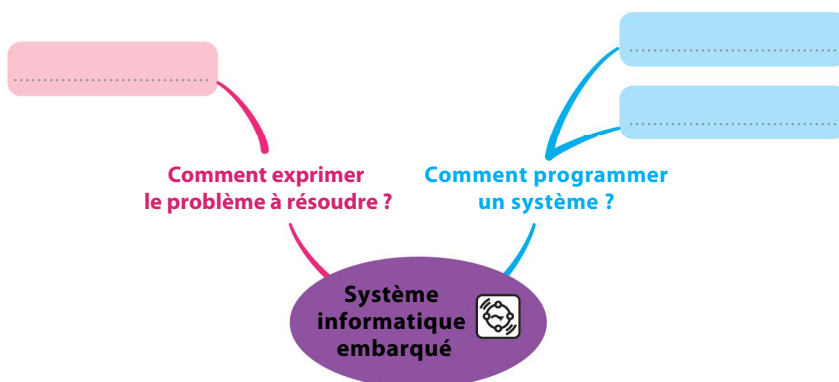 Comment exprimer
le problème à résoudre ?
Comment programmer
un système ?
Système
informatique
embarqué